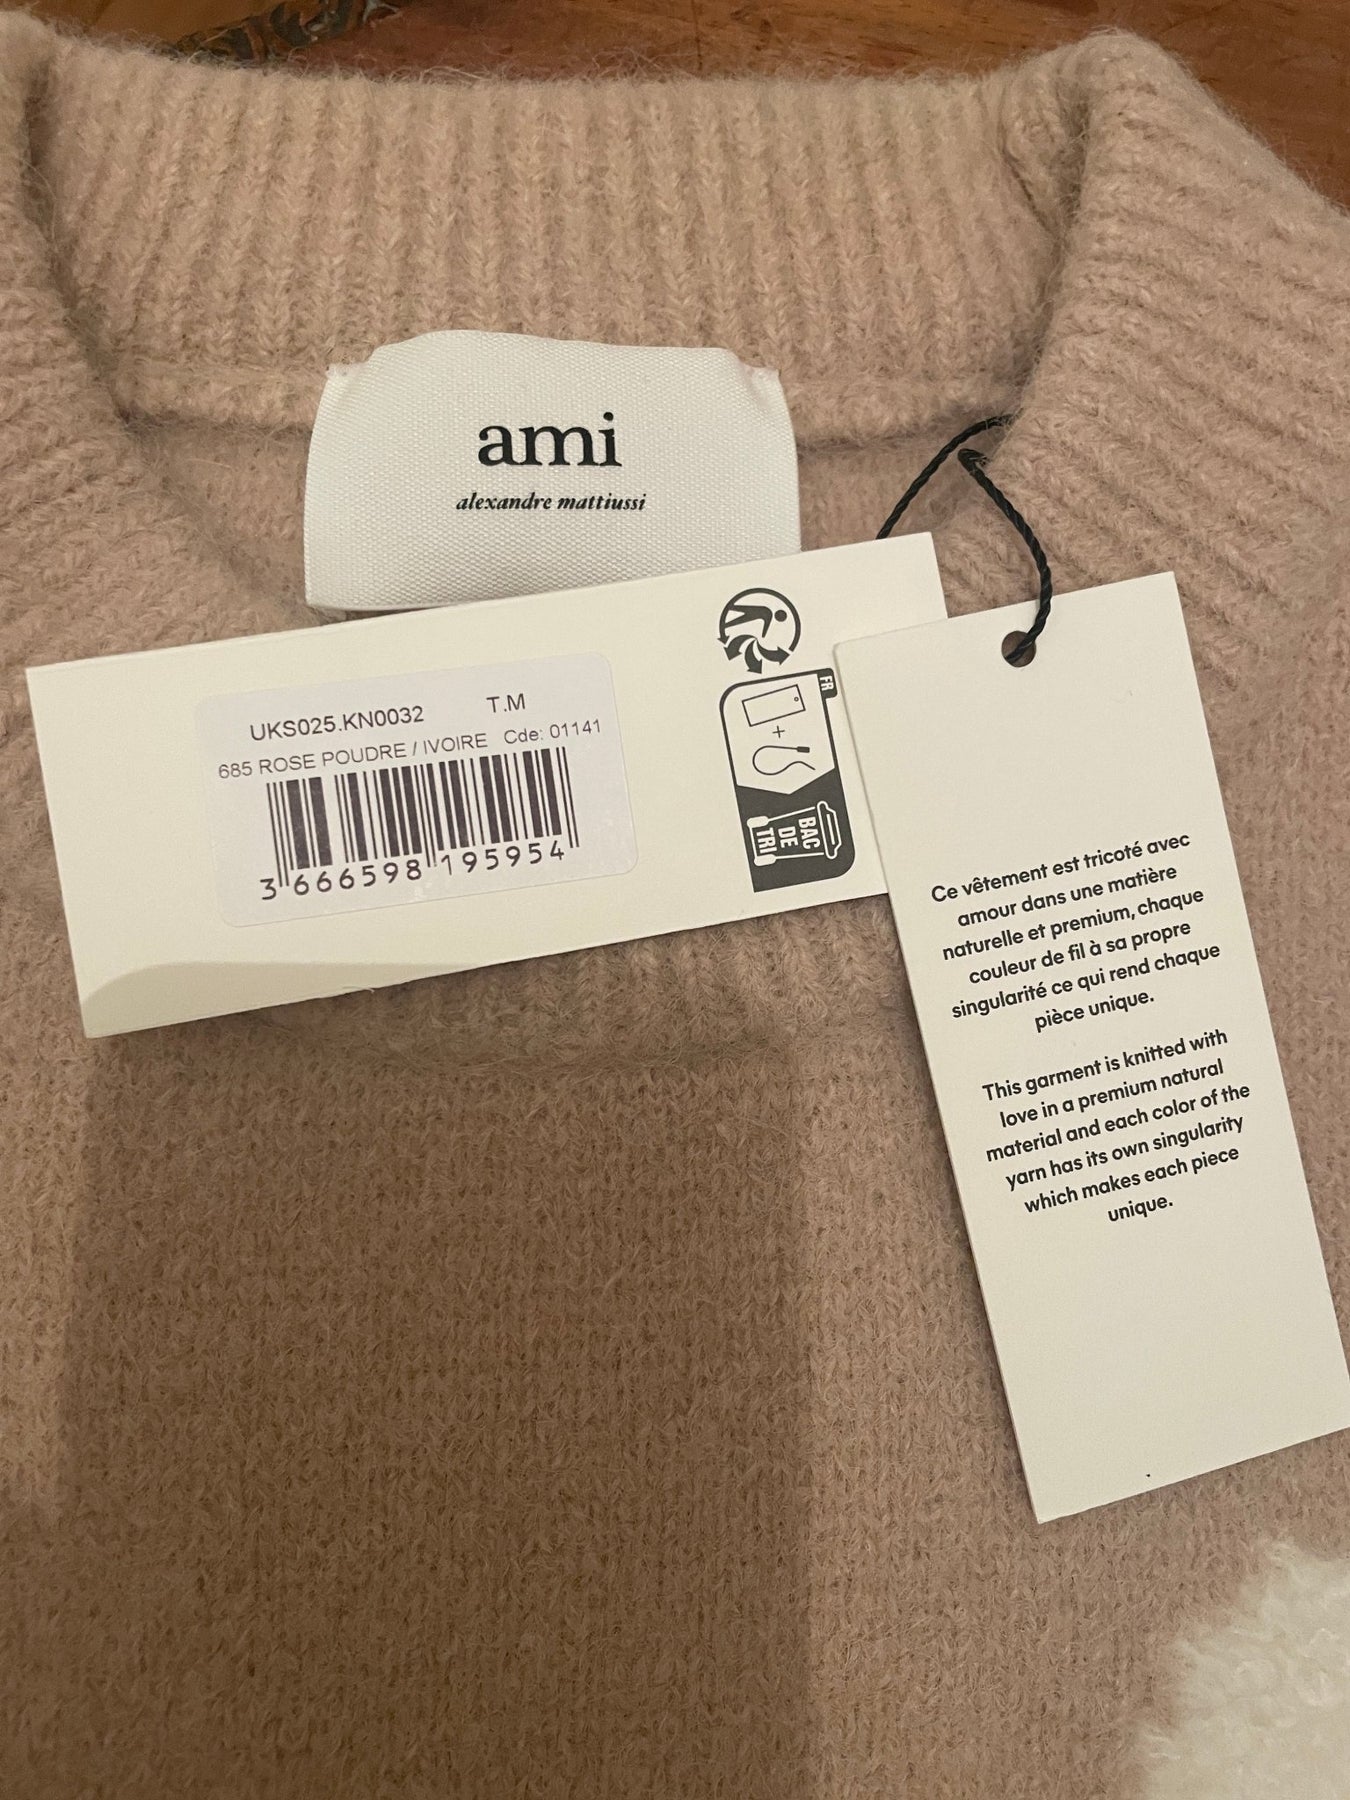 ami
alexandre mattiussi
UKS025.KN0032 T.M
685 ROSE POUDRE / IVOIRE Cde: 01141
3 666598 195954
FR
+
BAC
DE
TRI
Ce vêtement est tricoté avec
amour dans une matière
naturelle et premium, chaque
couleur de fil à sa propre
singularité ce qui rend chaque
pièce unique.
This garment is knitted with
love in a premium natural
material and each color of the
yarn has its own singularity
which makes each piece
unique.